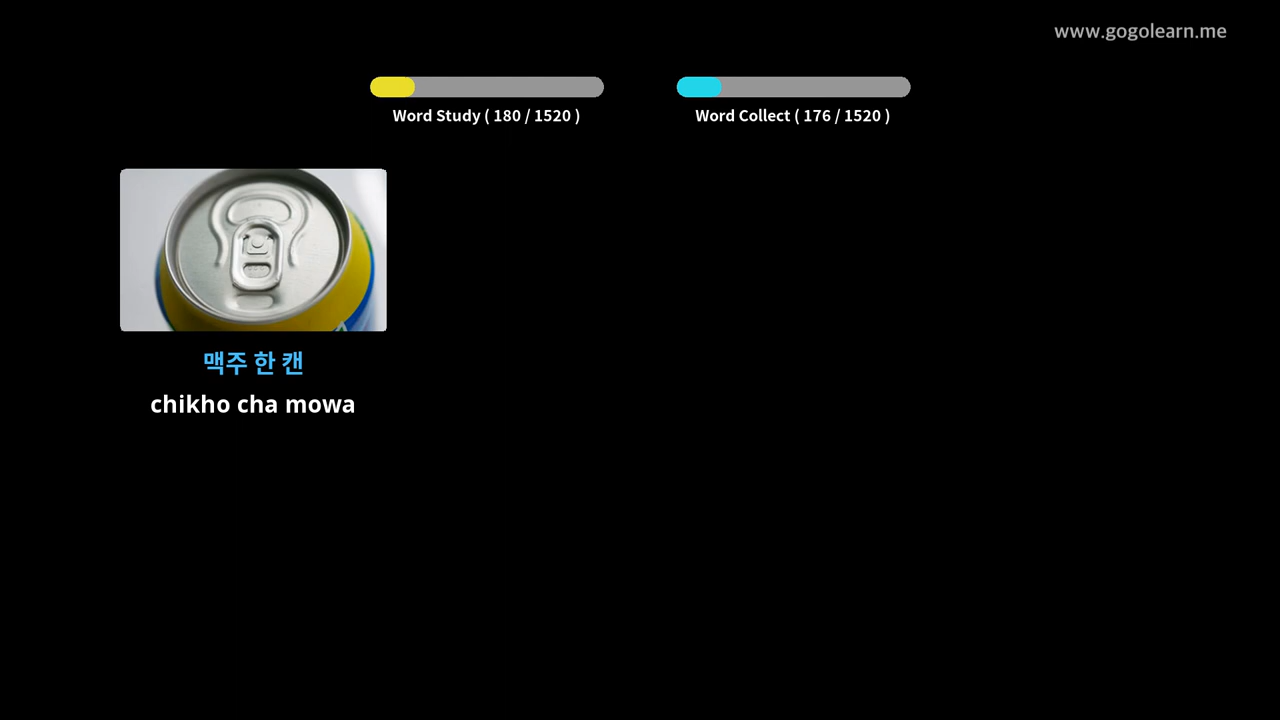 www.gogolearn.me
Word Study ( 180 / 1520 )
Word Collect ( 176 / 1520 )
맥주 한 캔
chikho cha mowa